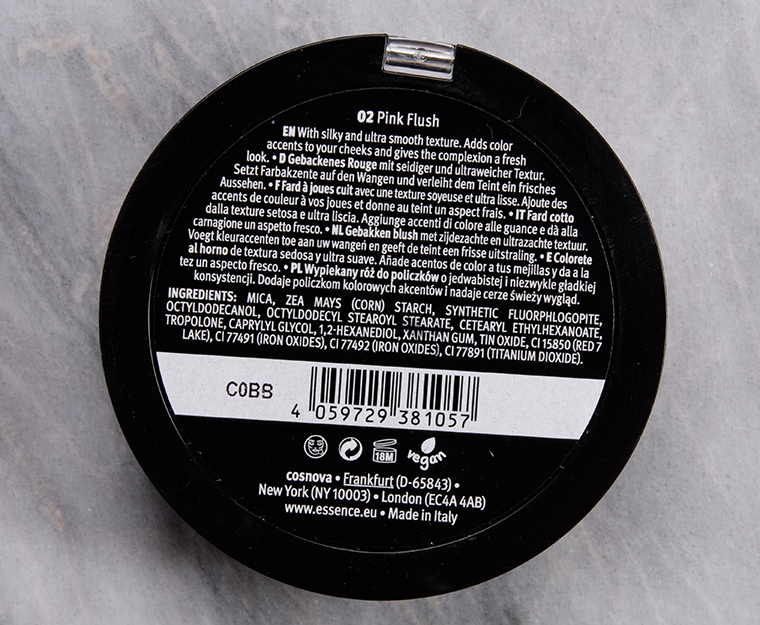 02 Pink Flush
EN With silky and ultra smooth texture. Adds color
accents to your cheeks and gives the complexion a fresh
look. • D Gebackenes Rouge mit seidiger und ultraweicher Textur.
Setzt Farbakzente auf den Wangen und verleiht dem Teint ein frisches
Aussehen. • F Fard à joues cuit avec une texture soyeuse et ultra lisse. Ajoute des
accents de couleur à vos joues et donne au teint un aspect frais. • IT Fard cotto
dalla texture setosa e ultra liscia. Aggiunge accenti di colore alle guance e dà alla
carnagione un aspetto fresco. • NL Gebakken blush met zijdezachte en ultrazachte textuur.
Voegt kleuraccenten toe aan uw wangen en geeft de teint een frisse uitstraling. • E Colorete
al horno de textura sedosa y ultra suave. Añade acentos de color a tus mejillas y da a la
tez un aspecto fresco. • PL Wypiekany róż do policzków o jedwabistej i niezwykle gładkiej
konsystencji. Dodaje policzkom kolorowych akcentów i nadaje cerze świeży wygląd.
INGREDIENTS: MICA, ZEA MAYS (CORN) STARCH, SYNTHETIC FLUORPHLOGOPITE,
OCTYLDODECANOL, OCTYLDODECYL STEAROYL STEARATE, CETEARYL ETHYLHEXANOATE,
TROPOLONE, CAPRYLYL GLYCOL, 1,2-HEXANEDIOL, XANTHAN GUM, TIN OXIDE, CI 15850 (RED 7
LAKE), CI 77491 (IRON OXIDES), CI 77492 (IRON OXIDES), CI 77891 (TITANIUM DIOXIDE).
C0BB
4 059729 381057
18M
vegan
cosnova • Frankfurt (D-65843) •
New York (NY 10003) • London (EC4A 4AB)
www.essence.eu • Made in Italy